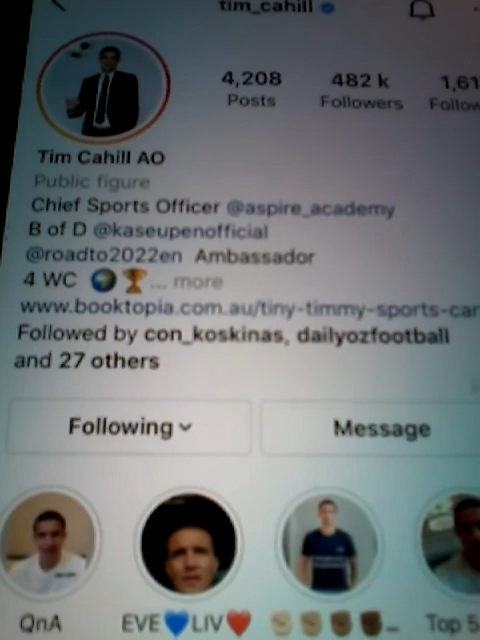 tim_cahill
4,208 482 k 1,61
Posts Followers Follow
Tim Cahill AO
Public figure
Chief Sports Officer @aspire_academy
B of D @kaseupenofficial
@roadto2022en Ambassador
4 WC 🌍🏆... more
www.booktopia.com.au/tiny-timmy-sports-car
Followed by con_koskinas, dailyozfootball
and 27 others
Following Message
QnA EVE💙LIV❤️ ✊🏼✊🏽✊🏾✊🏿... Top 5